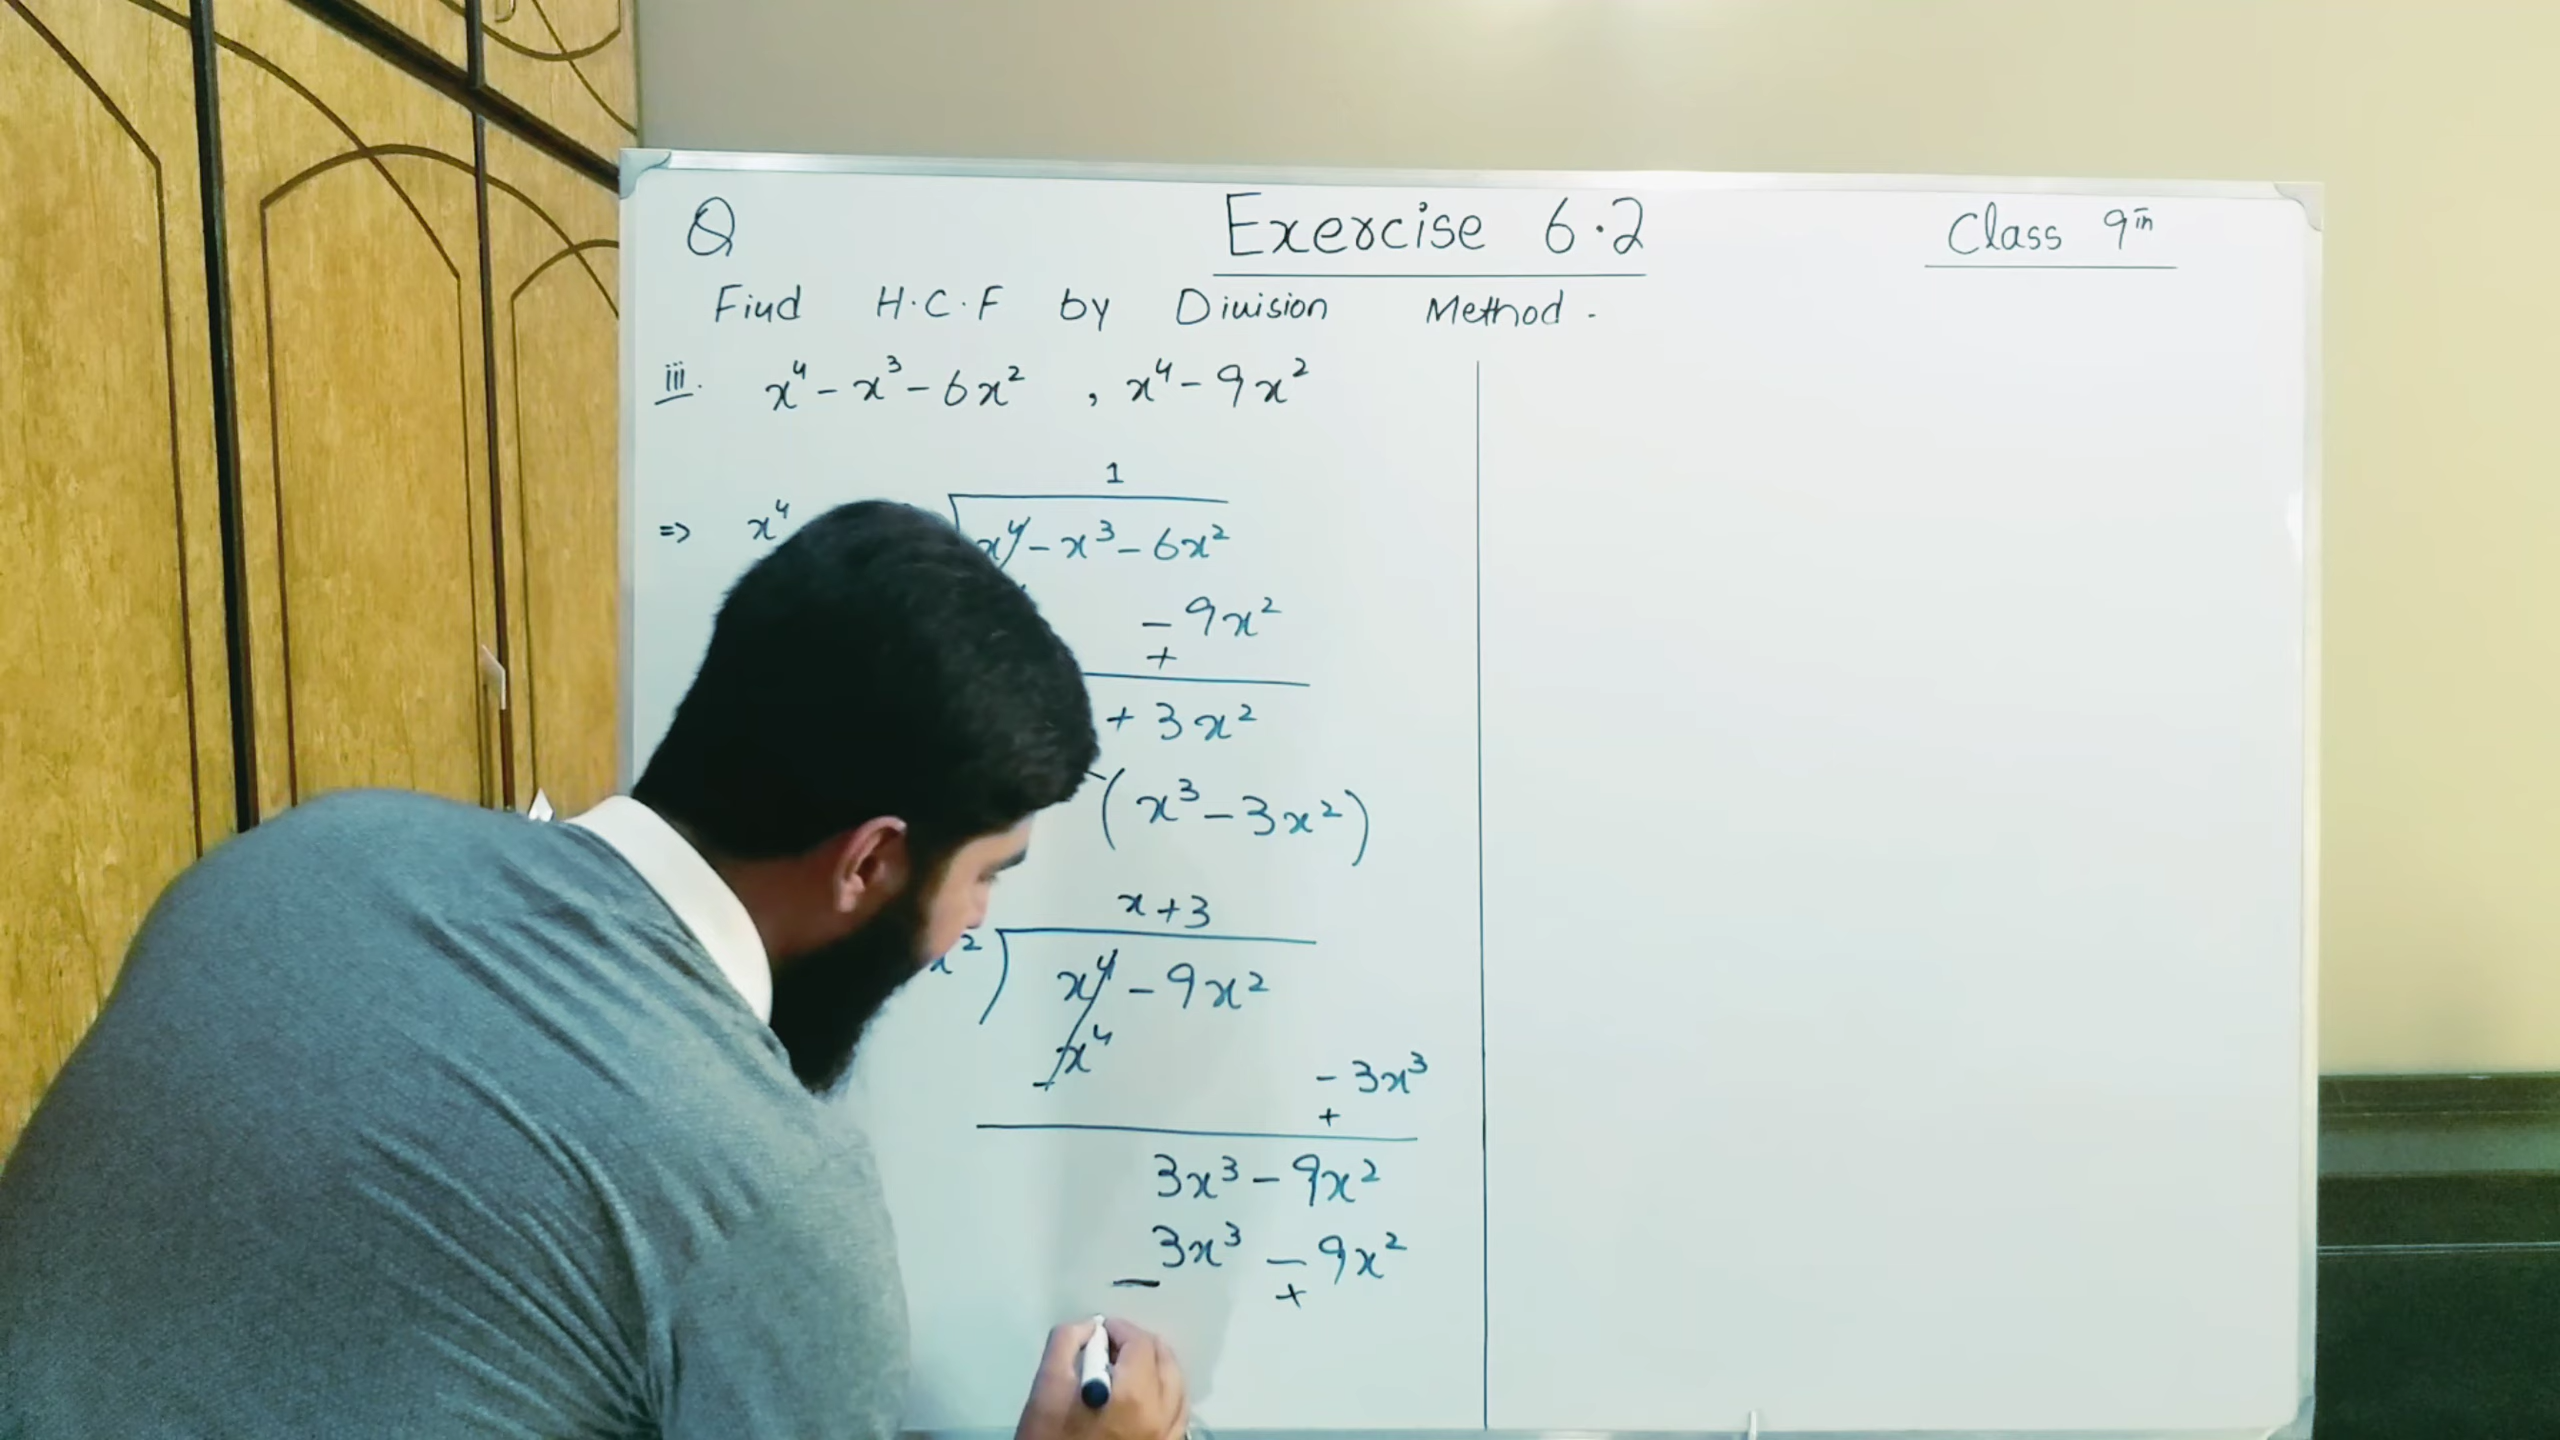 Q Exercise 6.2 Class 9th
Find H.C.F by Division Method.
iii. x⁴ - x³ - 6x² , x⁴ - 9x²
1
=> x⁴ x⁴ - x³ - 6x²
- 9x²
+
+ 3x²
(x³ - 3x²)
x + 3
x² ) x⁴ - 9x²
x⁴ - 3x³
- +
3x³ - 9x²
3x³ - 9x²
- +